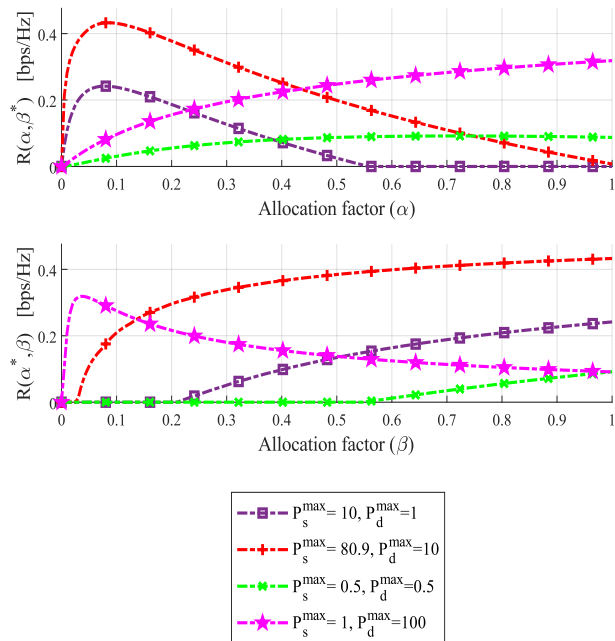 R(α,β*) [bps/Hz]
0.4
0.2
0
0 0.1 0.2 0.3 0.4 0.5 0.6 0.7 0.8 0.9 1
Allocation factor (α)
R(α*,β) [bps/Hz]
0.4
0.2
0
0 0.1 0.2 0.3 0.4 0.5 0.6 0.7 0.8 0.9 1
Allocation factor (β)
P_s^max= 10, P_d^max=1
P_s^max= 80.9, P_d^max=10
P_s^max= 0.5, P_d^max=0.5
P_s^max= 1, P_d^max=100